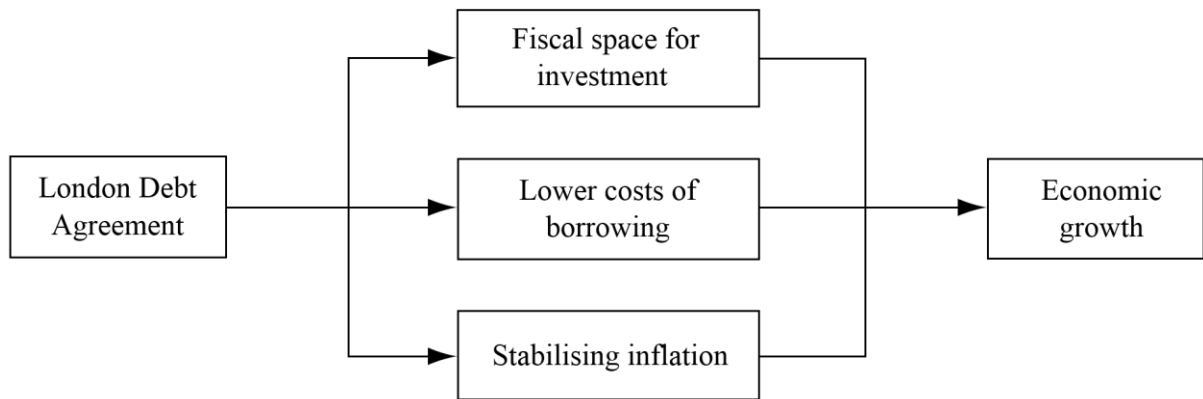 Fiscal space for
investment
London Debt
Agreement
Lower costs of
borrowing
Economic
growth
Stabilising inflation